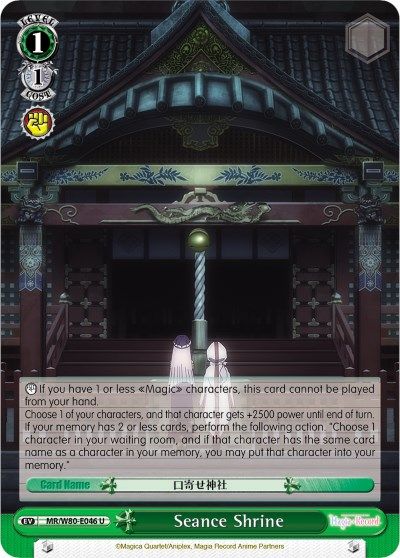 LEVEL
1
1
COST
If you have 1 or less «Magic» characters, this card cannot be played
from your hand.
Choose 1 of your characters, and that character gets +2500 power until end of turn.
If your memory has 2 or less cards, perform the following action. "Choose 1
character in your waiting room, and if that character has the same card
name as a character in your memory, you may put that character into your
memory."
Card Name 口寄せ神社
EV MR/W80-E046 U Seance Shrine
Magia Record
©Magica Quartet/Aniplex, Magia Record Anime Partners